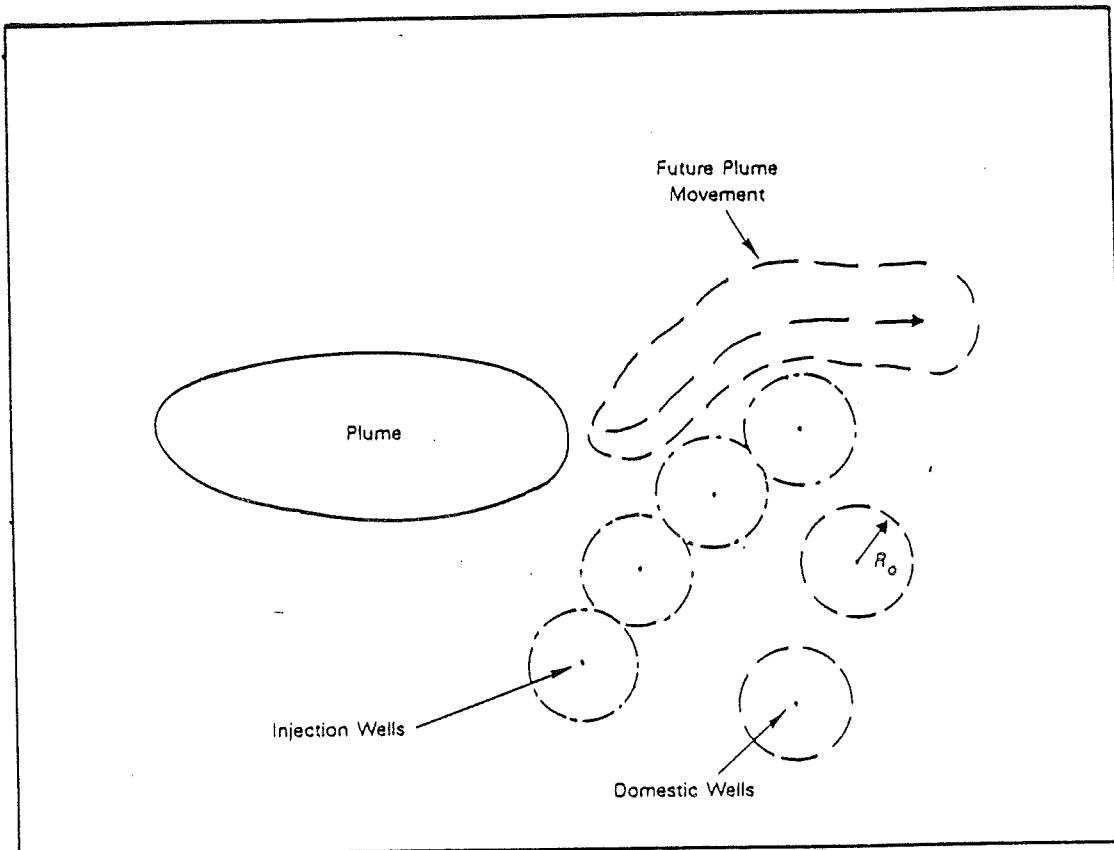 Future Plume
Movement
Plume
R₀
Injection Wells
Domestic Wells